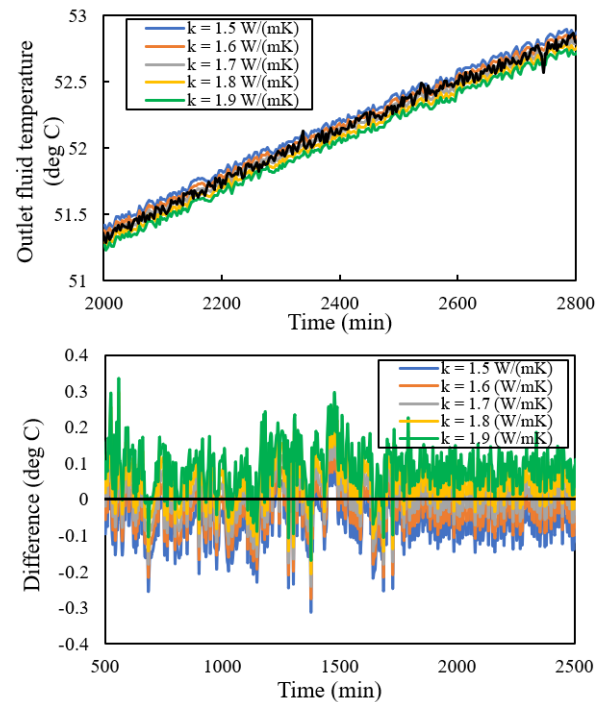 53
52.5
52
51.5
51
Outlet fluid temperature
(deg C)
k = 1.5 W/(mK)
k = 1.6 W/(mK)
k = 1.7 W/(mK)
k = 1.8 W/(mK)
k = 1.9 W/(mK)
2000 2200 2400 2600 2800
Time (min)
0.4
0.3
0.2
0.1
0
-0.1
-0.2
-0.3
-0.4
Difference (deg C)
k = 1.5 W/(mK)
k = 1.6 (W/mK)
k = 1.7 (W/mK)
k = 1.8 (W/mK)
k = 1.9 (W/mK)
500 1000 1500 2000 2500
Time (min)